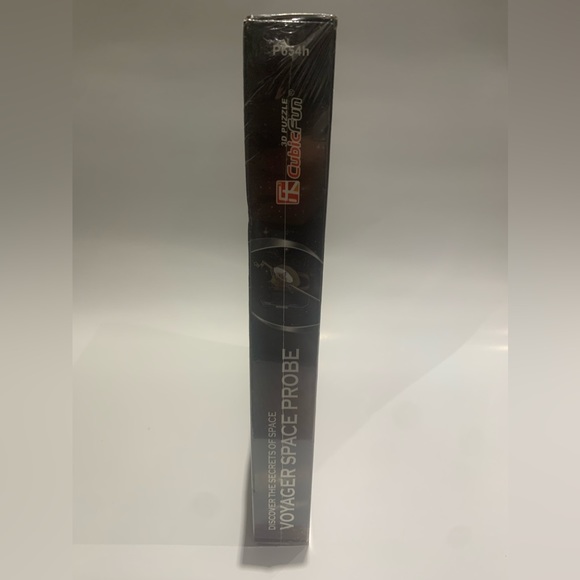 P654h
3D PUZZLE
CubicFun®
DISCOVER THE SECRETS OF SPACE
VOYAGER SPACE PROBE